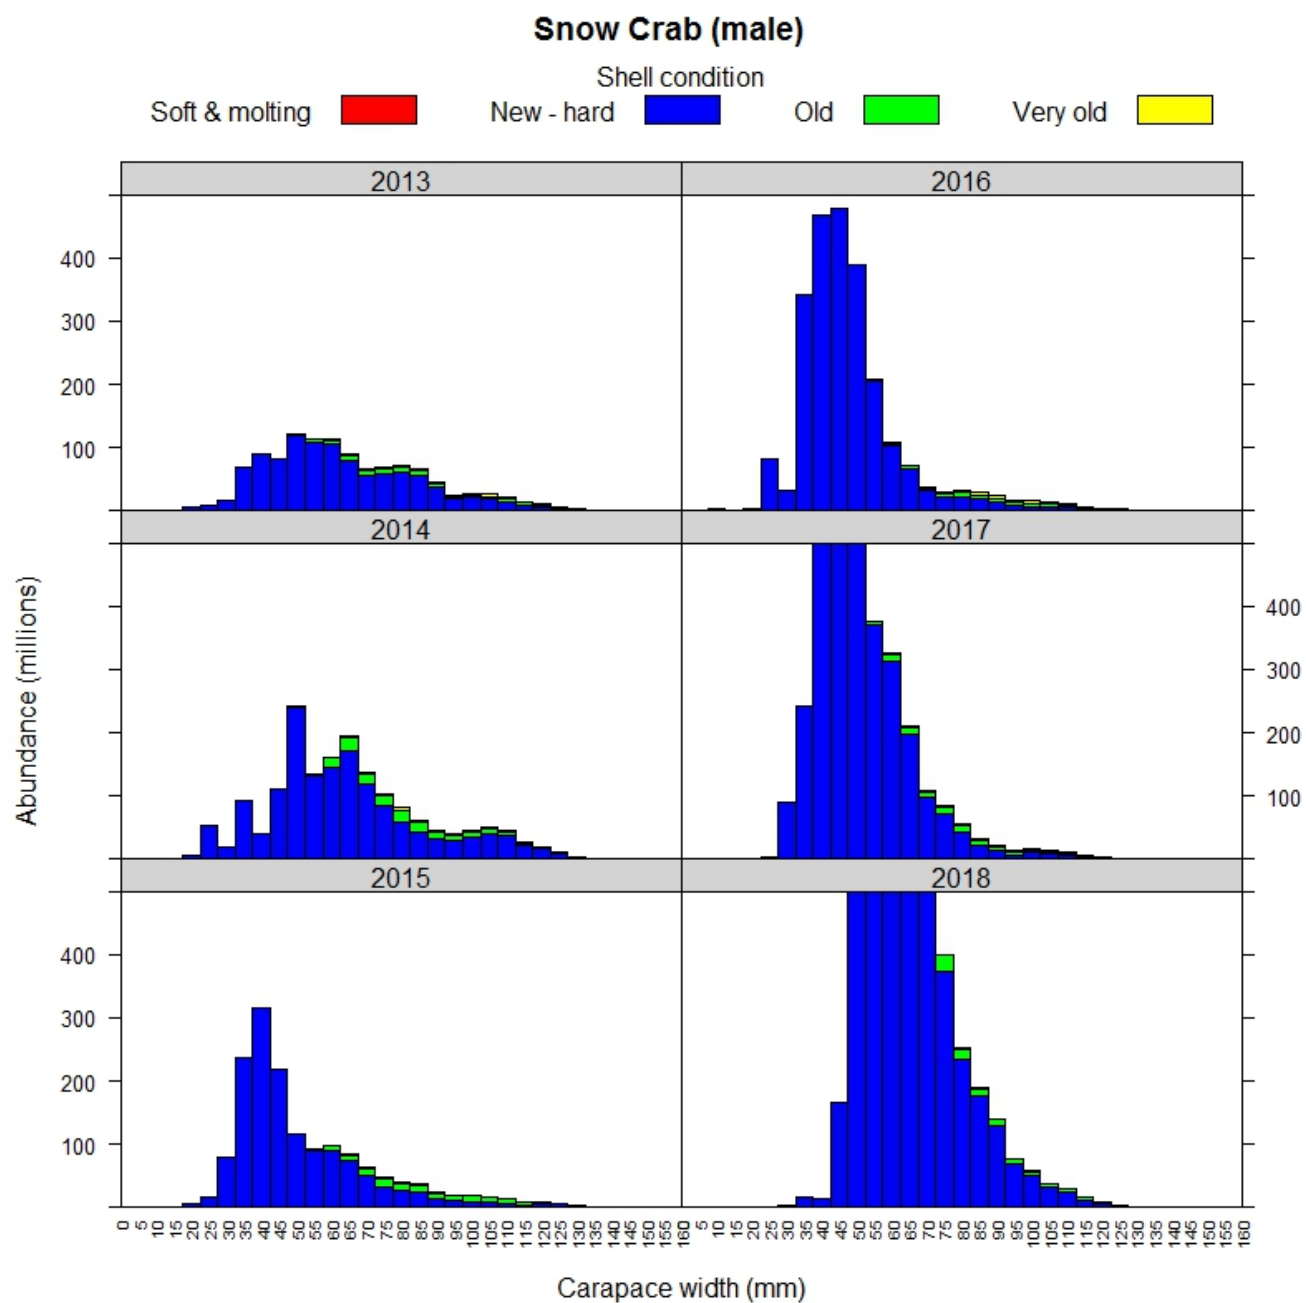 Snow Crab (male)
Shell condition
Soft & molting New - hard Old Very old
2013 2016
400
300
200
100
2014 2017
400
300
200
100
2015 2018
400
300
200
100
0 5 10 15 20 25 30 35 40 45 50 55 60 65 70 75 80 85 90 95 100 105 110 115 120 125 130 135 140 145 150 155 160 5 10 15 20 25 30 35 40 45 50 55 60 65 70 75 80 85 90 95 100 105 110 115 120 125 130 135 140 145 150 155 160
Abundance (millions)
Carapace width (mm)